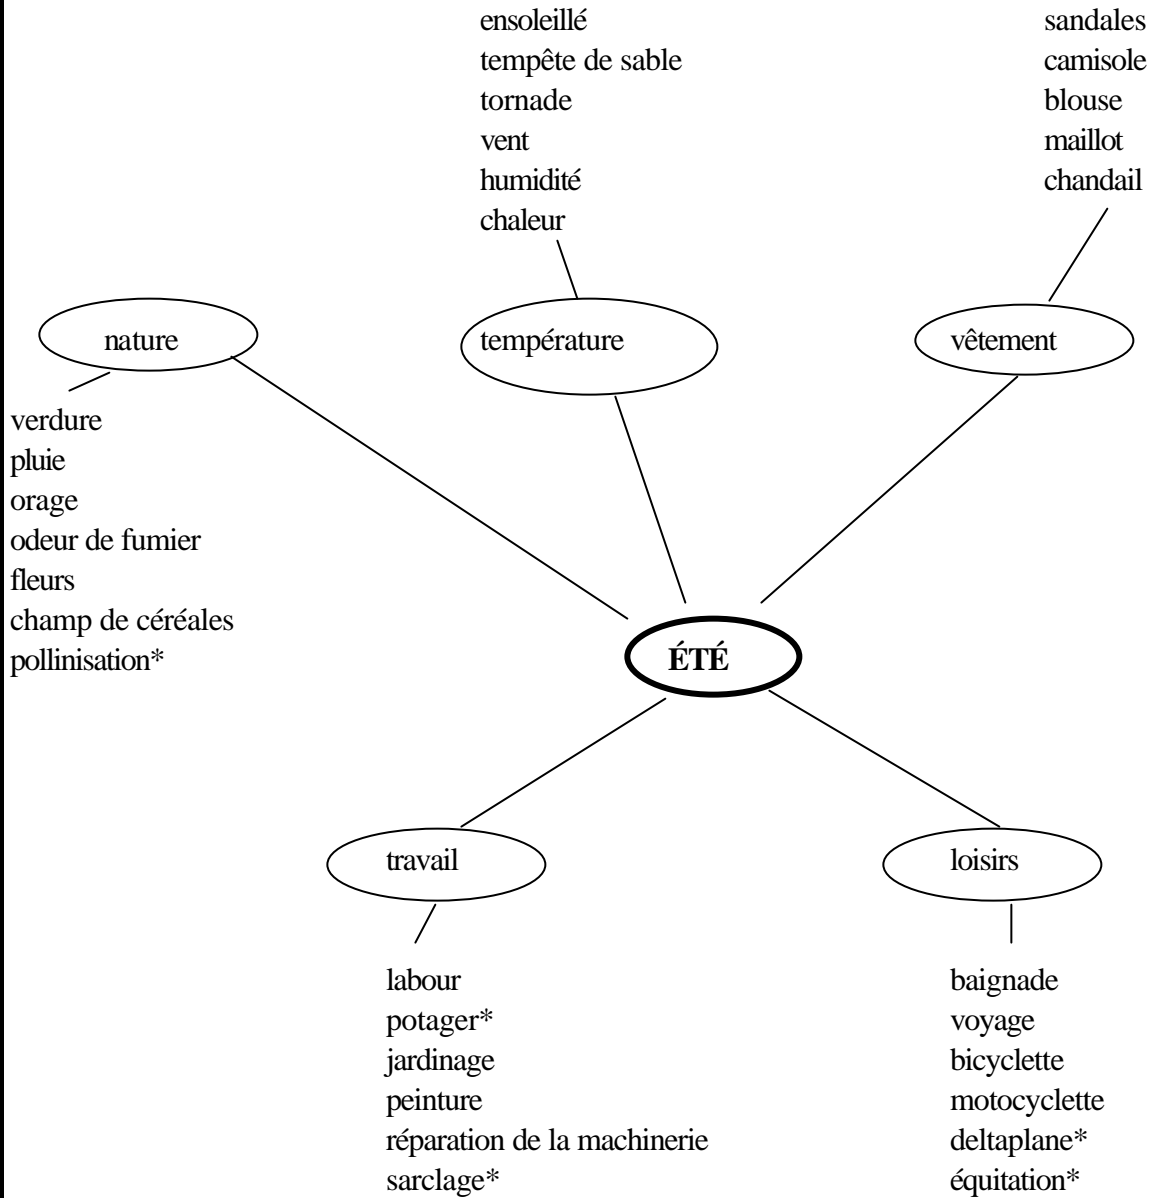 ensoleillé
tempête de sable
tornade
vent
humidité
chaleur
sandales
camisole
blouse
maillot
chandail
nature
température
vêtement
verdure
pluie
orage
odeur de fumier
fleurs
champ de céréales
pollinisation*
ÉTÉ
travail
loisirs
labour
potager*
jardinage
peinture
réparation de la machinerie
sarclage*
baignade
voyage
bicyclette
motocyclette
deltaplane*
équitation*